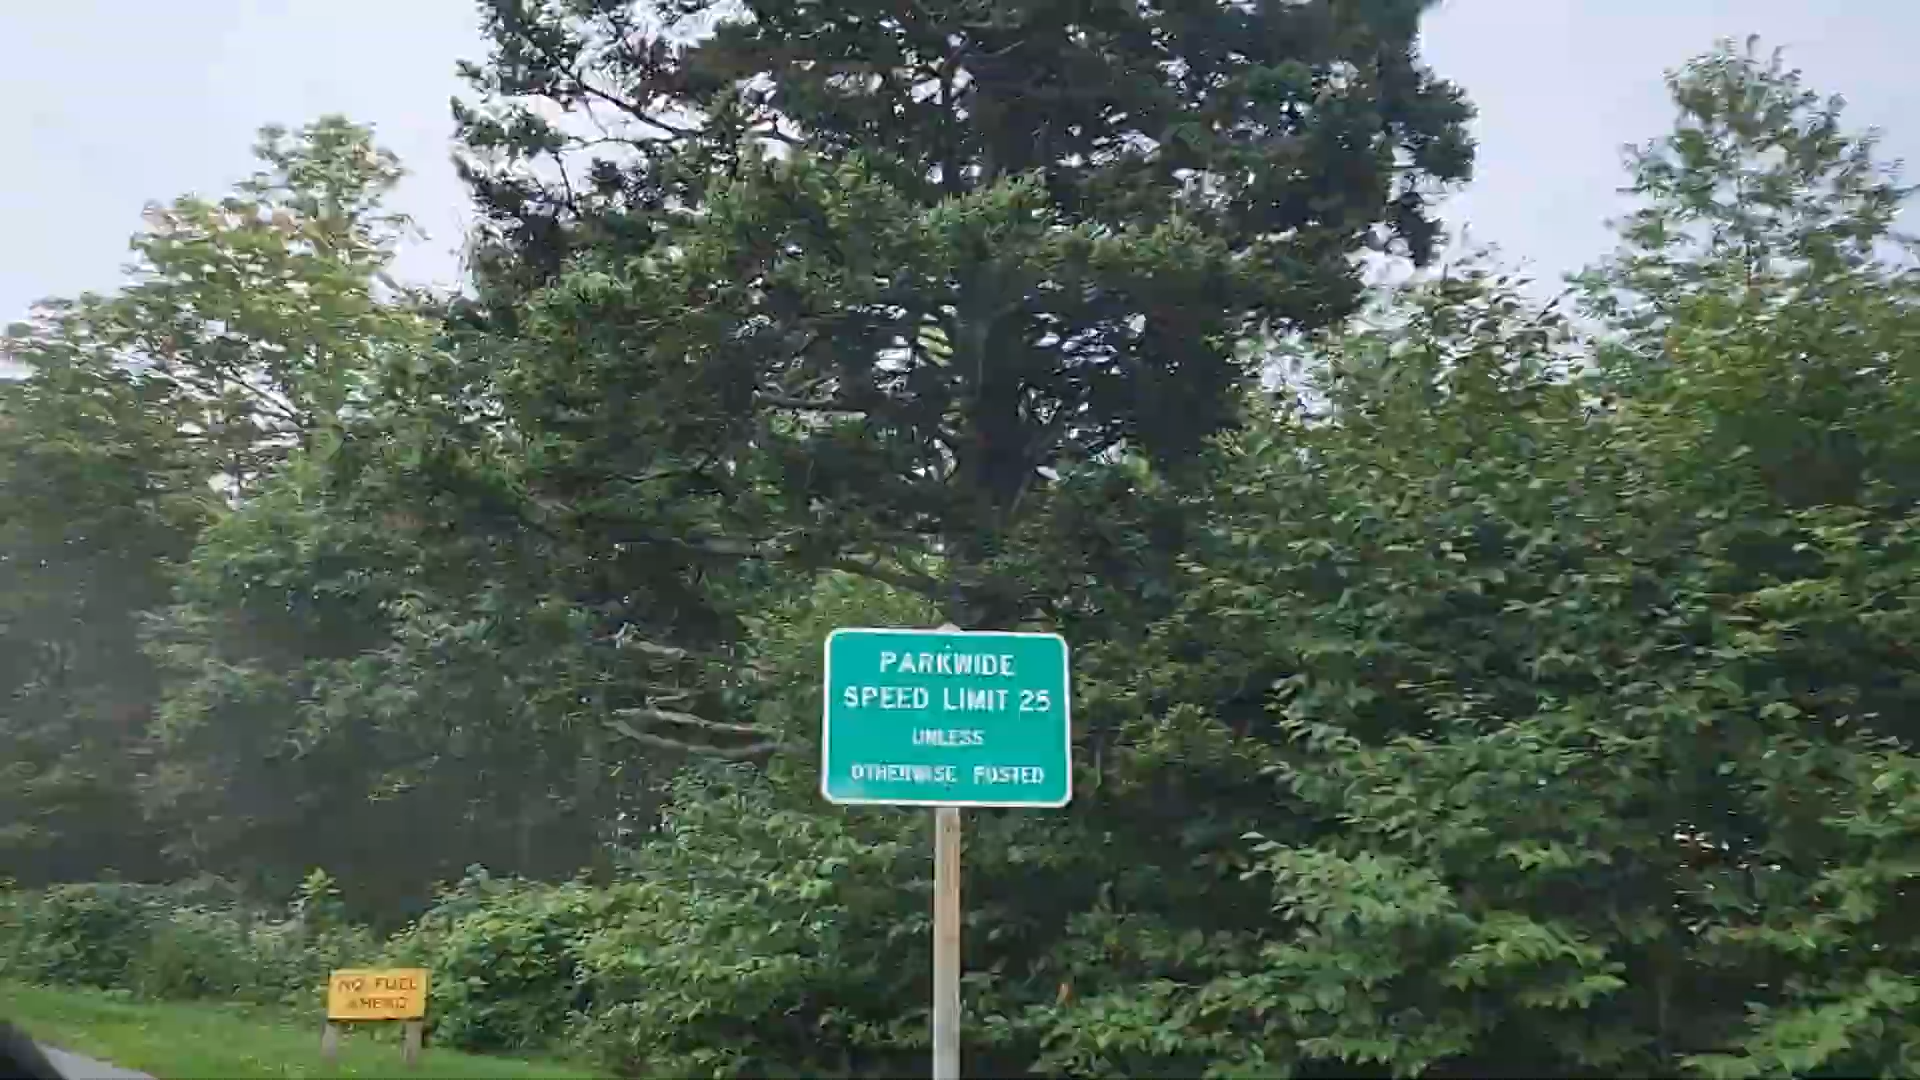 PARKWIDE
SPEED LIMIT 25
UNLESS
OTHERWISE POSTED
NO FUEL
AHEAD